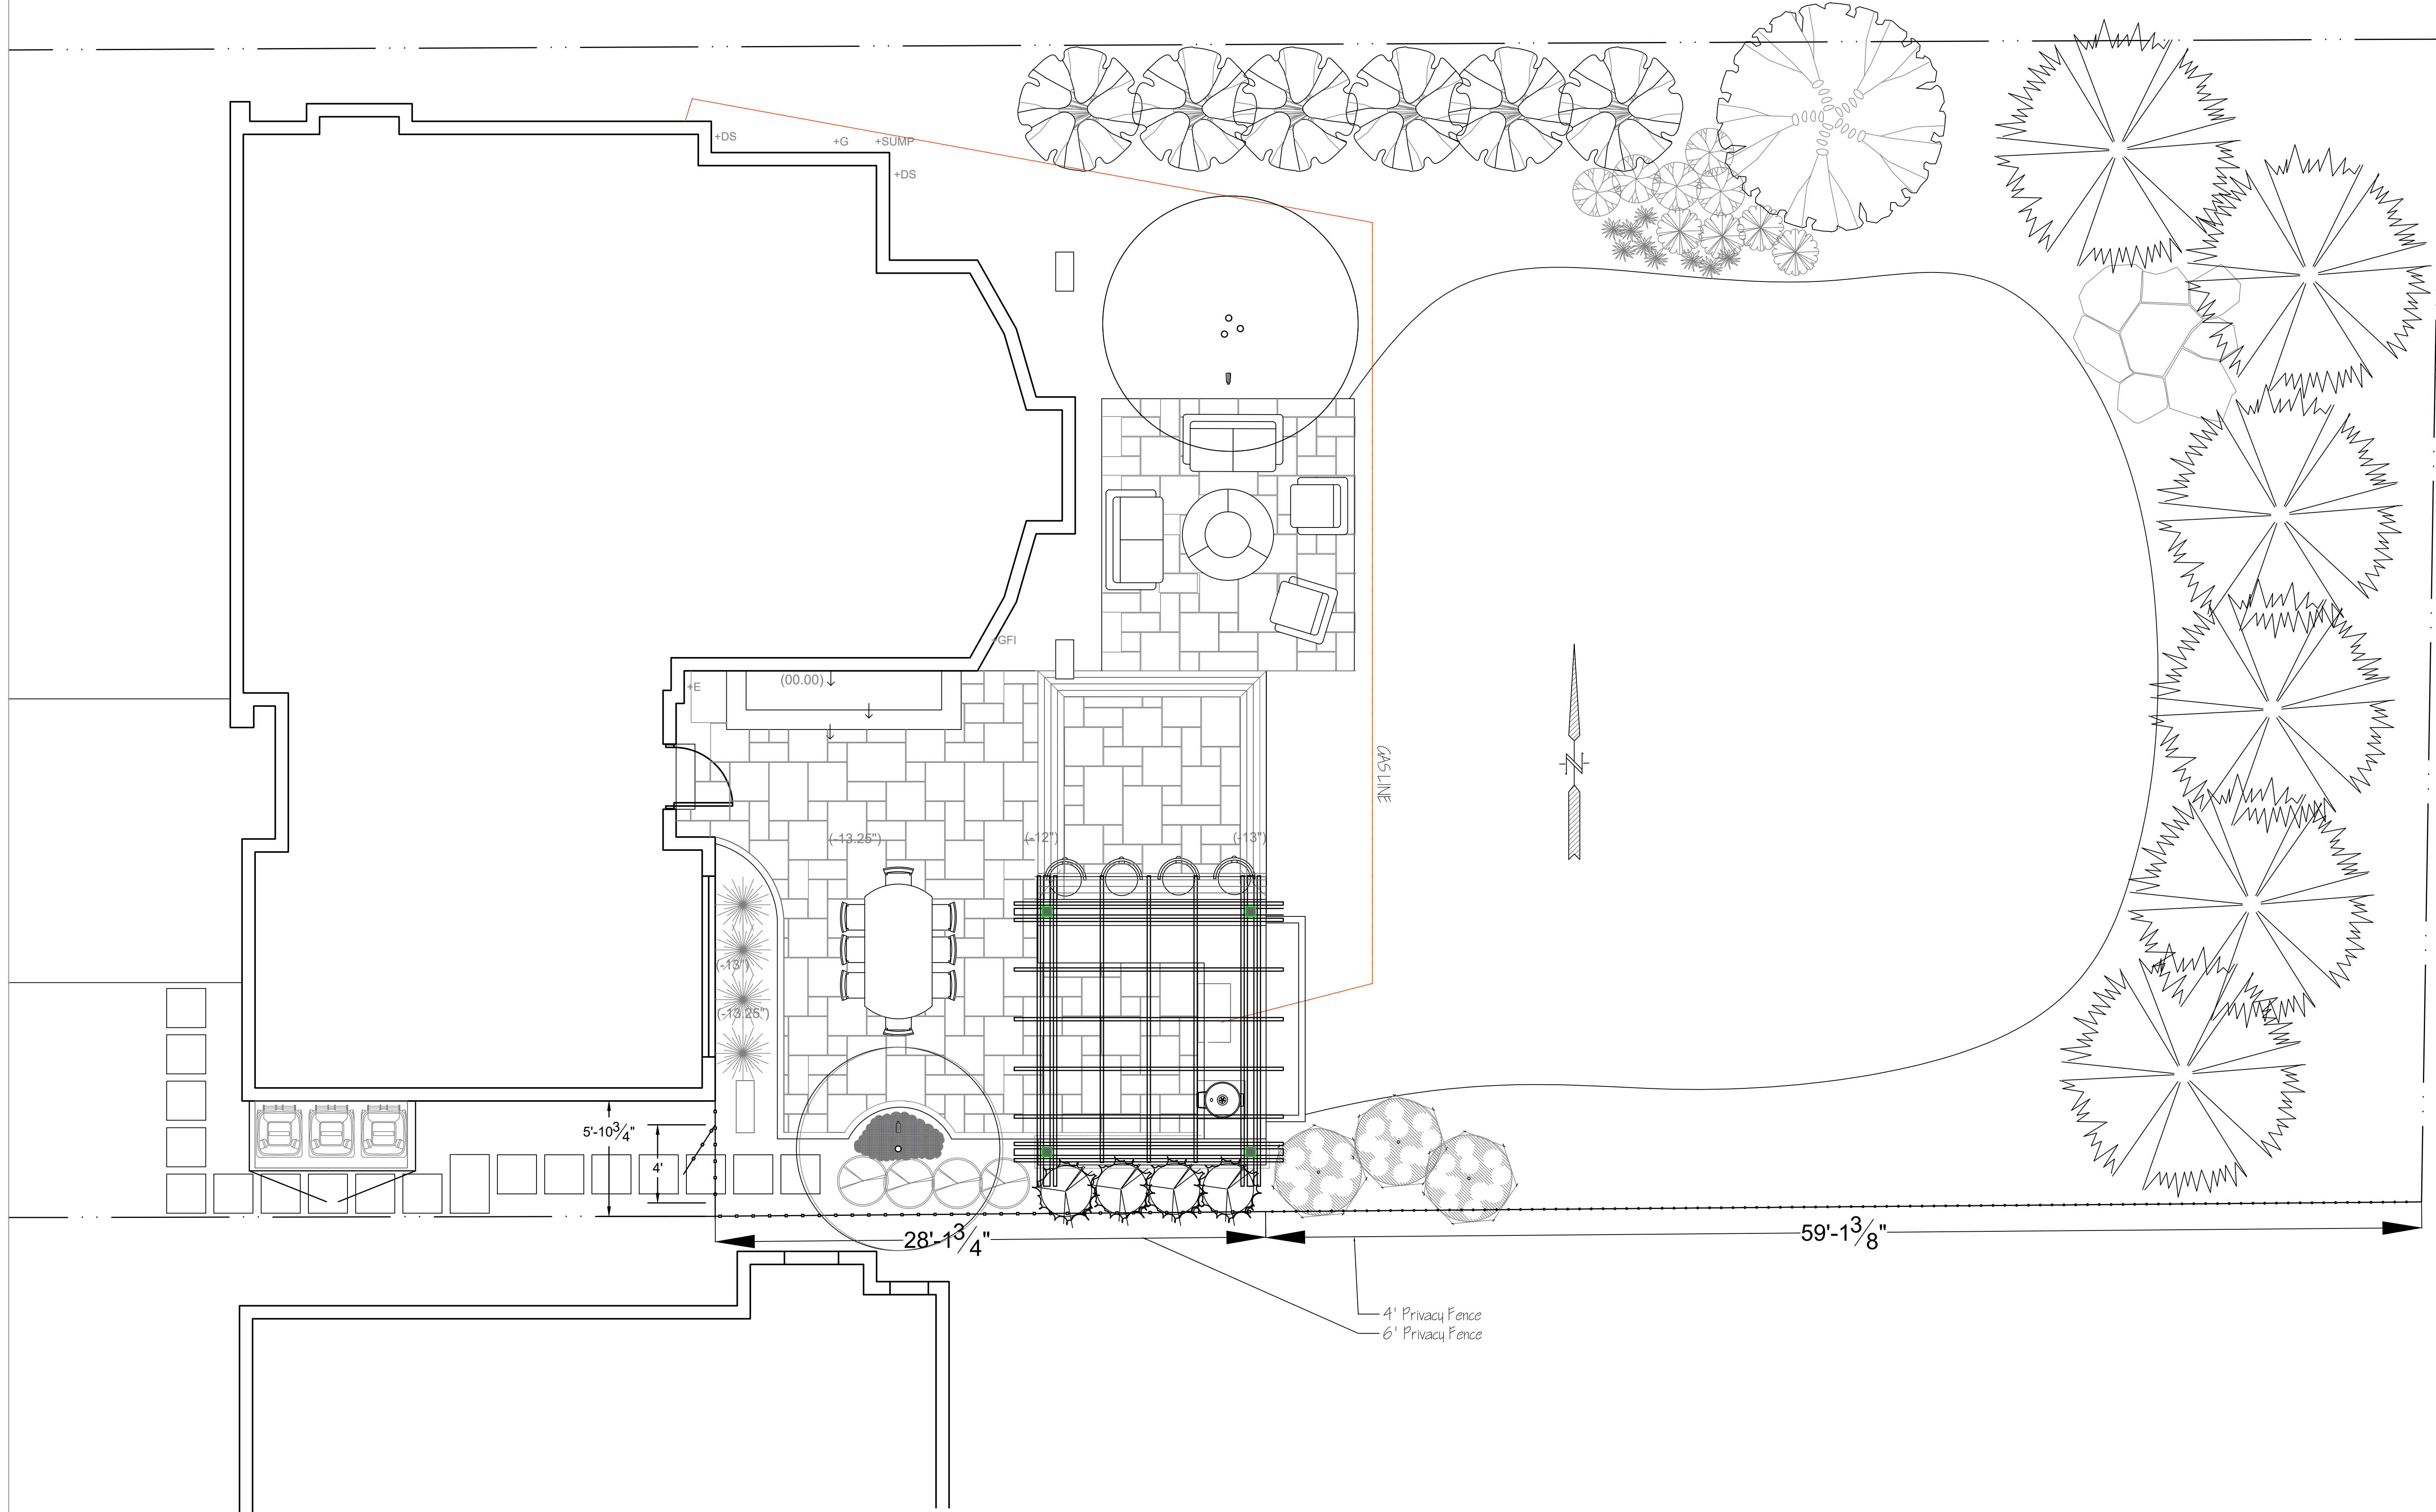 +DS
+G
+SUMP
+DS
+GFI
+E
(00.00)
GAS LINE
(-13.25")
(-12")
(-13")
(-13")
(-13.25")
N
5'-10 3/4"
4'
28'-1 3/4"
59'-1 3/8"
4' Privacy Fence
6' Privacy Fence